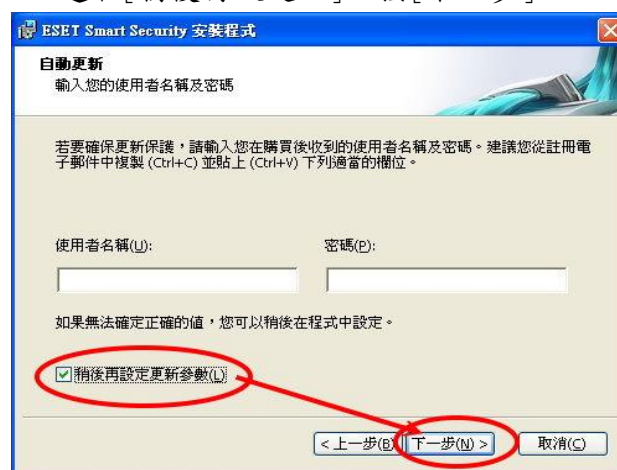 ESET Smart Security 安裝程式
自動更新
輸入您的使用者名稱及密碼
若要確保更新保護，請輸入您在購買後收到的使用者名稱及密碼。建議您從註冊電
子郵件中複製 (Ctrl+C) 並貼上 (Ctrl+V) 下列適當的欄位。
使用者名稱(U): 密碼(P):
如果無法確定正確的值，您可以稍後在程式中設定。
稍後再設定更新參數(L)
< 上一步(B) 下一步(N) > 取消(C)